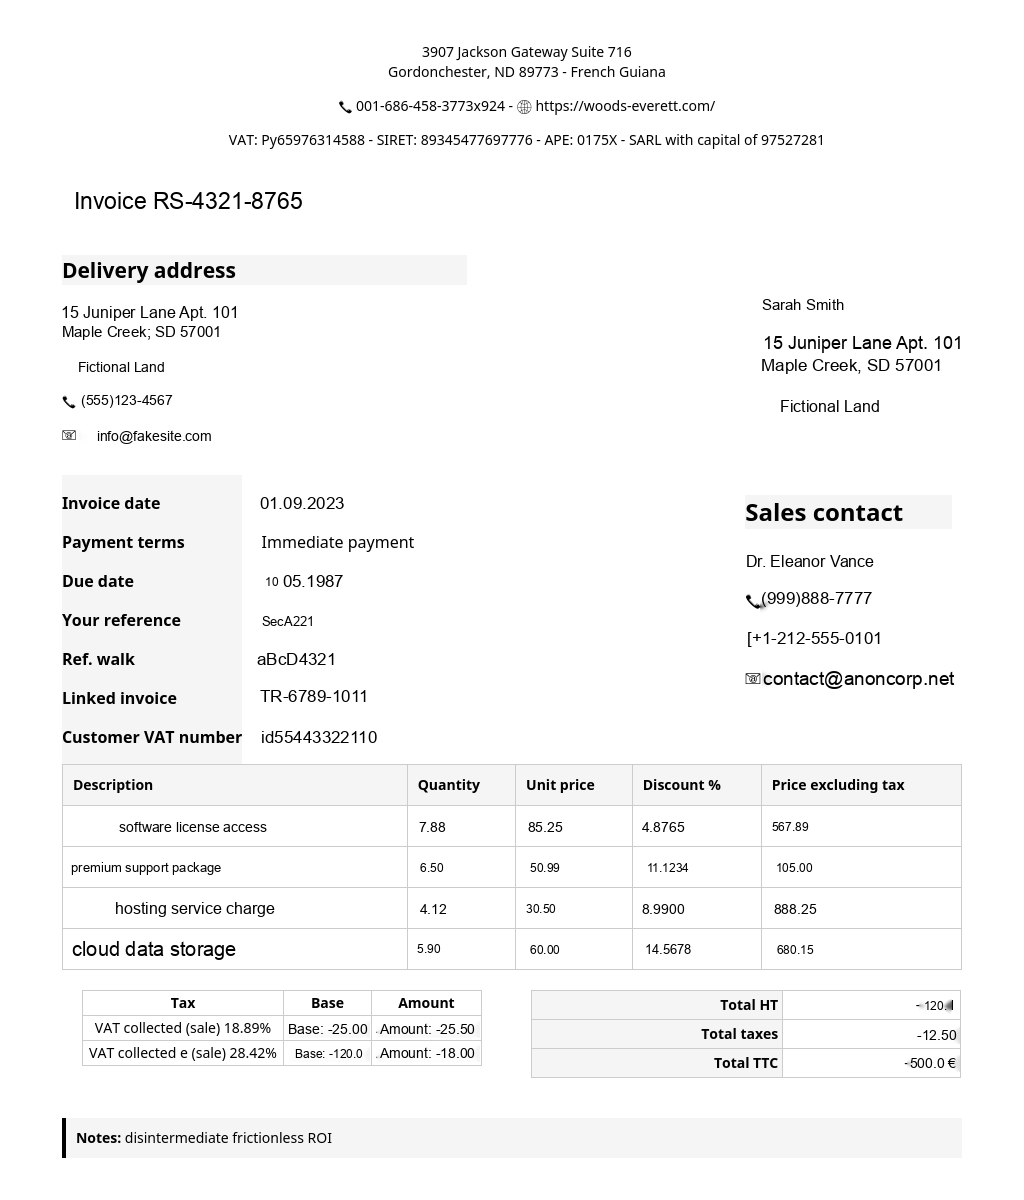 3907 Jackson Gateway Suite 716
Gordonchester, ND 89773 - French Guiana
001-686-458-3773x924 - https://woods-everett.com/
VAT: Py65976314588 - SIRET: 89345477697776 - APE: 0175X - SARL with capital of 97527281
Invoice RS-4321-8765
Delivery address
15 Juniper Lane Apt. 101
Maple Creek; SD 57001
Fictional Land
(555)123-4567
info@fakesite.com
Sarah Smith
15 Juniper Lane Apt. 101
Maple Creek, SD 57001
Fictional Land
Invoice date 01.09.2023
Payment terms Immediate payment
Due date 10 05.1987
Your reference SecA221
Ref. walk aBcD4321
Linked invoice TR-6789-1011
Customer VAT number id55443322110
Sales contact
Dr. Eleanor Vance
(999)888-7777
[+1-212-555-0101
contact@anoncorp.net
Description Quantity Unit price Discount % Price excluding tax
software license access 7.88 85.25 4.8765 567.89
premium support package 6.50 50.99 11.1234 105.00
hosting service charge 4.12 30.50 8.9900 888.25
cloud data storage 5.90 60.00 14.5678 680.15
Tax Base Amount
VAT collected (sale) 18.89% Base: -25.00 Amount: -25.50
VAT collected e (sale) 28.42% Base: -120.0 Amount: -18.00
Total HT
Total taxes -12.50
Total TTC -500.0 €
Notes: disintermediate frictionless ROI